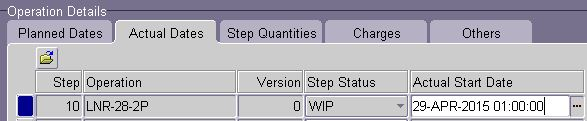 Operation Details
Planned Dates Actual Dates Step Quantities Charges Others
Step Operation Version Step Status Actual Start Date
10 LNR-28-2P 0 WIP 29-APR-2015 01:00:00 ...